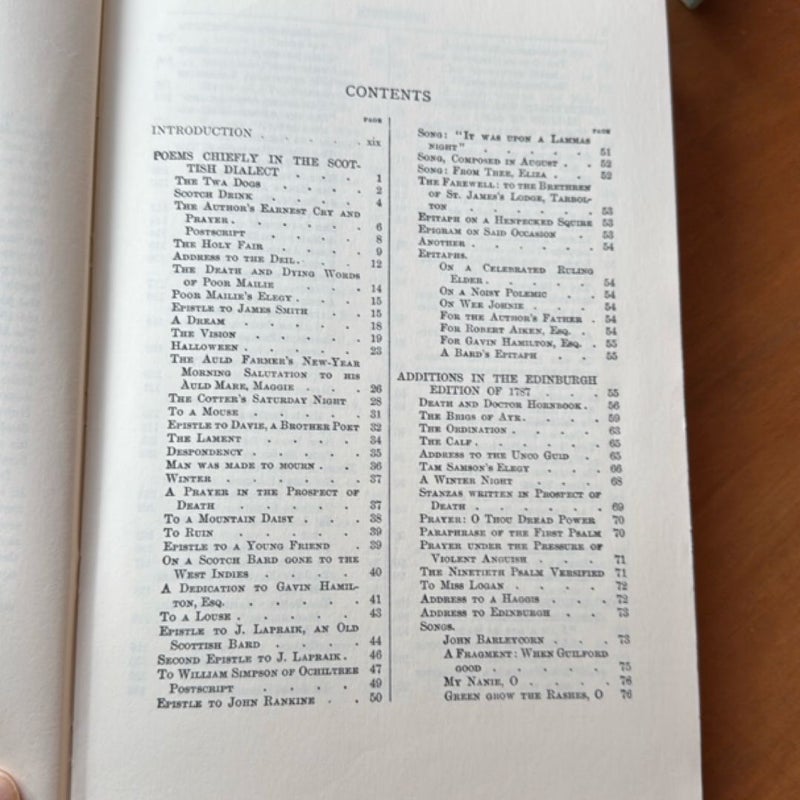 CONTENTS
PAGE
INTRODUCTION . . . . . xix
POEMS CHIEFLY IN THE SCOT-
TISH DIALECT . . . 1
THE TWA DOGS . . . . 2
SCOTCH DRINK . . . . 4
THE AUTHOR'S EARNEST CRY AND
PRAYER . . . . . 6
POSTSCRIPT . . . . 8
THE HOLY FAIR . . . . 9
ADDRESS TO THE DEIL . . . 12
THE DEATH AND DYING WORDS
OF POOR MAILIE . . . 14
POOR MAILIE'S ELEGY . . . 15
EPISTLE TO JAMES SMITH . . 15
A DREAM . . . . . 18
THE VISION . . . . . 19
HALLOWEEN . . . . . 23
THE AULD FARMER'S NEW-YEAR
MORNING SALUTATION TO HIS
AULD MARE, MAGGIE . . . 26
THE COTTER'S SATURDAY NIGHT . 28
TO A MOUSE . . . . . 31
EPISTLE TO DAVIE, A BROTHER POET 32
THE LAMENT . . . . 34
DESPONDENCY . . . . 35
MAN WAS MADE TO MOURN . . 36
WINTER . . . . . 37
A PRAYER IN THE PROSPECT OF
DEATH . . . . . 37
TO A MOUNTAIN DAISY . . . 38
TO RUIN . . . . . 39
EPISTLE TO A YOUNG FRIEND . 39
ON A SCOTCH BARD GONE TO THE
WEST INDIES . . . . 40
A DEDICATION TO GAVIN HAMIL-
TON, ESQ. . . . . 41
TO A LOUSE . . . . . 43
EPISTLE TO J. LAPRAIK, AN OLD
SCOTTISH BARD . . . . 44
SECOND EPISTLE TO J. LAPRAIK . 46
TO WILLIAM SIMPSON OF OCHILTREE 47
POSTSCRIPT . . . . 49
EPISTLE TO JOHN RANKINE . . 50
PAGE
SONG: "IT WAS UPON A LAMMAS
NIGHT" . . . . . 51
SONG, COMPOSED IN AUGUST . . 52
SONG: FROM THEE, ELIZA . . 52
THE FAREWELL: TO THE BRETHREN
OF ST. JAMES'S LODGE, TARBOL-
TON . . . . . 53
EPITAPH ON A HENPECKED SQUIRE 53
EPIGRAM ON SAID OCCASION . 53
ANOTHER . . . . . 54
EPITAPHS.
ON A CELEBRATED RULING
ELDER . . . . . 54
ON A NOISY POLEMIC . . 54
ON WEE JOHNIE . . . 54
FOR THE AUTHOR'S FATHER . 54
FOR ROBERT AIKEN, ESQ. . 54
FOR GAVIN HAMILTON, ESQ. . 55
A BARD'S EPITAPH . . 55
ADDITIONS IN THE EDINBURGH
EDITION OF 1787 . . . 55
DEATH AND DOCTOR HORNBOOK . 56
THE BRIGS OF AYR . . . 59
THE ORDINATION . . . . 63
THE CALF . . . . . 65
ADDRESS TO THE UNCO GUID . 65
TAM SAMSON'S ELEGY . . 66
A WINTER NIGHT . . . 68
STANZAS WRITTEN IN PROSPECT OF
DEATH . . . . . 69
PRAYER: O THOU DREAD POWER 70
PARAPHRASE OF THE FIRST PSALM 70
PRAYER UNDER THE PRESSURE OF
VIOLENT ANGUISH . . . 71
THE NINETIETH PSALM VERSIFIED 71
TO MISS LOGAN . . . . 72
ADDRESS TO A HAGGIS . . . 72
ADDRESS TO EDINBURGH . . 73
SONGS.
JOHN BARLEYCORN . . . 73
A FRAGMENT: WHEN GUILFORD
GOOD . . . . . 75
MY NANIE, O . . . . 76
GREEN GROW THE RASHES, O 76